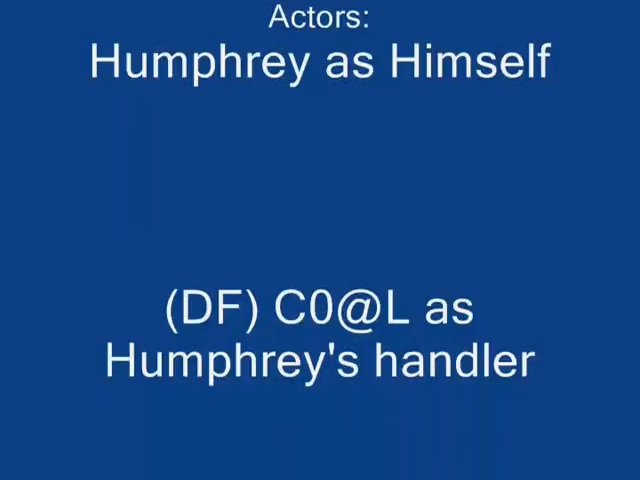 Actors:
Humphrey as Himself
(DF) C0@L as
Humphrey's handler